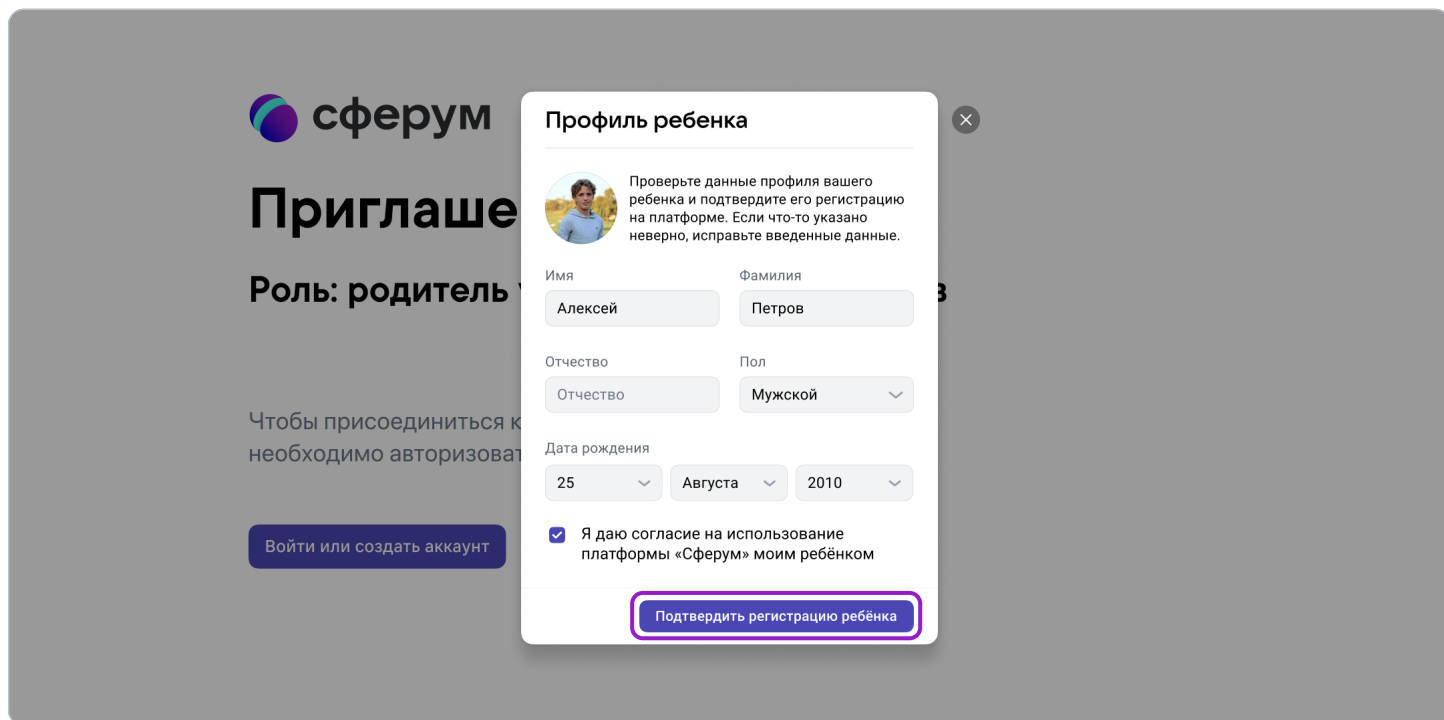 сферум
Приглаше
Роль: родитель
в
Чтобы присоединиться к
необходимо авторизоват
Войти или создать аккаунт
Профиль ребенка
Проверьте данные профиля вашего
ребенка и подтвердите его регистрацию
на платформе. Если что-то указано
неверно, исправьте введенные данные.
Имя
Фамилия
Алексей
Петров
Отчество
Пол
Отчество
Мужской
Дата рождения
25
Августа
2010
Я даю согласие на использование
платформы «Сферум» моим ребёнком
Подтвердить регистрацию ребёнка